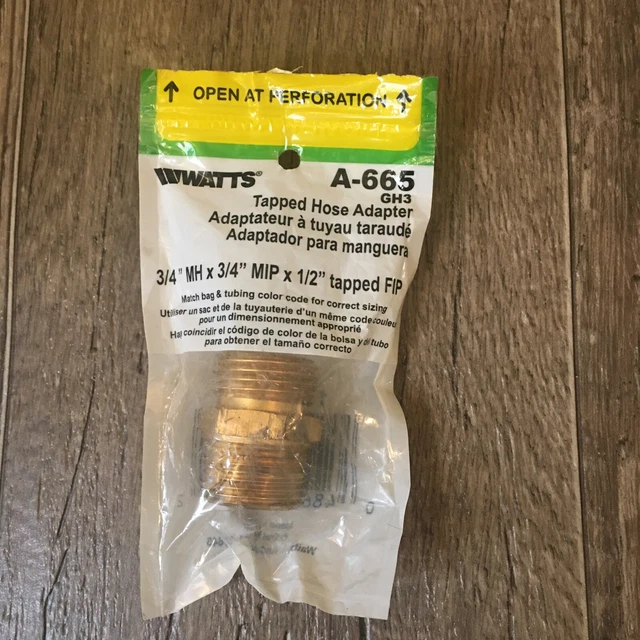 OPEN AT PERFORATION
WATTS® A-665
GH3
Tapped Hose Adapter
Adaptateur à tuyau taraudé
Adaptador para manguera
3/4" MH x 3/4" MIP x 1/2" tapped FIP
Match bag & tubing color code for correct sizing
Utiliser un sac et de la tuyauterie d'un même code couleur
pour un dimensionnement approprié
Haga coincidir el código de color de la bolsa y del tubo
para obtener el tamaño correcto